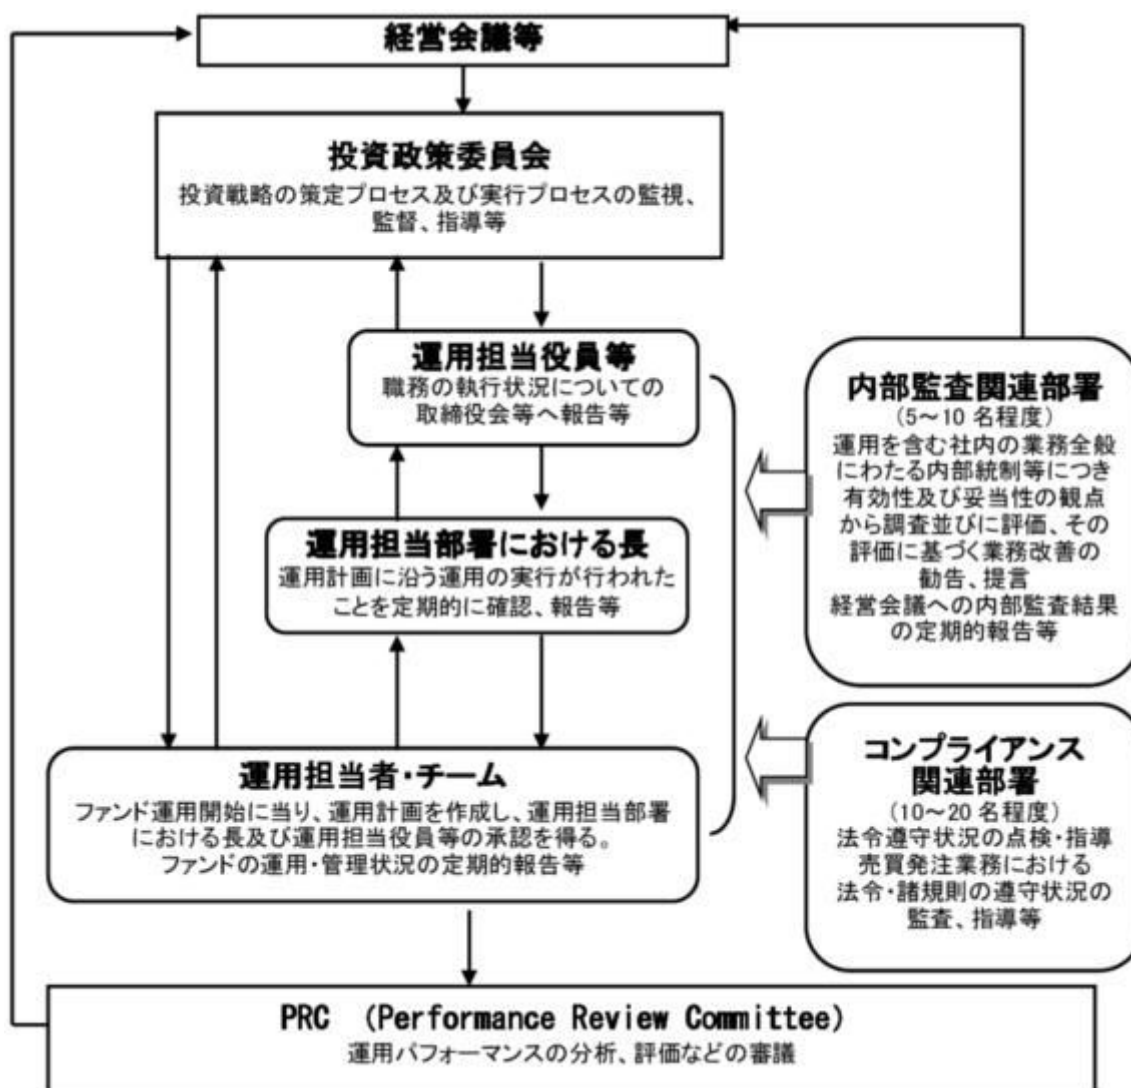 経営会議等
投資政策委員会
投資戦略の策定プロセス及び実行プロセスの監視、
監督、指導等
運用担当役員等
職務の執行状況についての
取締役会等へ報告等
運用担当部署における長
運用計画に沿う運用の実行が行われた
ことを定期的に確認、報告等
運用担当者・チーム
ファンド運用開始に当り、運用計画を作成し、運用担当部署
における長及び運用担当役員等の承認を得る。
ファンドの運用・管理状況の定期的報告等
内部監査関連部署
(5～10 名程度)
運用を含む社内の業務全般
にわたる内部統制等につき
有効性及び妥当性の観点
から調査並びに評価、その
評価に基づく業務改善の
勧告、提言
経営会議への内部監査結果
の定期的報告等
コンプライアンス
関連部署
(10～20 名程度)
法令遵守状況の点検・指導
売買発注業務における
法令・諸規則の遵守状況の
監査、指導等
PRC (Performance Review Committee)
運用パフォーマンスの分析、評価などの審議